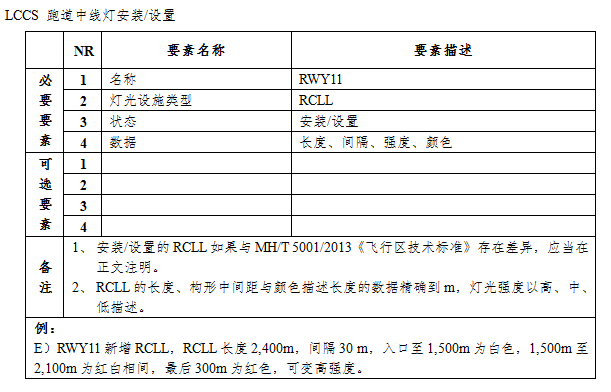 LCCS 跑道中线灯安装/设置
NR 要素名称 要素描述
必要要素
1 名称 RWY11
2 灯光设施类型 RCLL
3 状态 安装/设置
4 数据 长度、间隔、强度、颜色
可选要素
1
2
3
4
备注
1、 安装/设置的 RCLL 如果与 MH/T 5001/2013《飞行区技术标准》存在差异，应当在
正文注明。
2、 RCLL 的长度、构形中间距与颜色描述长度的数据精确到 m，灯光强度以高、中、
低描述。
例：
E）RWY11 新增 RCLL，RCLL 长度 2,400m，间隔 30 m，入口至 1,500m 为白色，1,500m 至
2,100m 为红白相间，最后 300m 为红色，可变高强度。